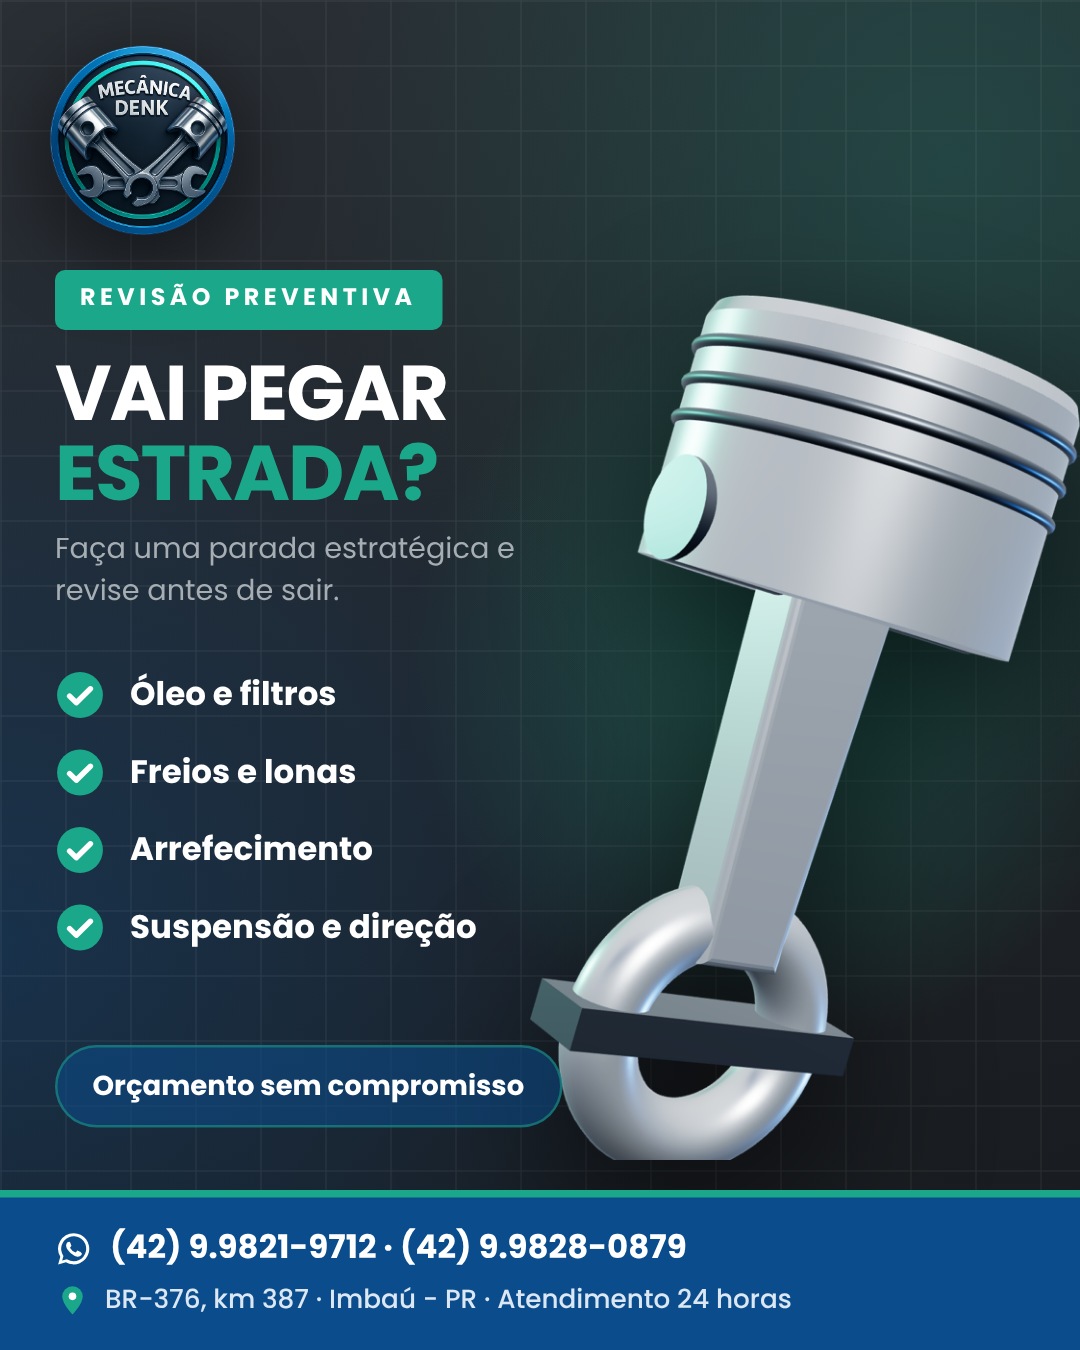 MECÂNICA
DENK
REVISÃO PREVENTIVA
VAI PEGAR
ESTRADA?
Faça uma parada estratégica e
revise antes de sair.
Óleo e filtros
Freios e lonas
Arrefecimento
Suspensão e direção
Orçamento sem compromisso
(42) 9.9821-9712 · (42) 9.9828-0879
BR-376, km 387 · Imbaú - PR · Atendimento 24 horas